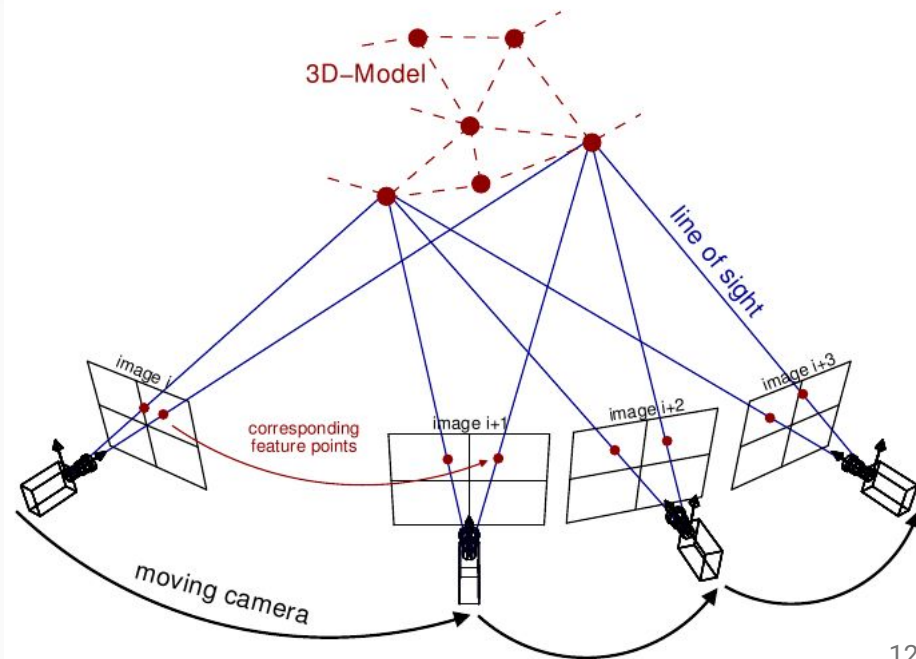 3D–Model
line of sight
image i
image i+1
image i+2
image i+3
corresponding
feature points
moving camera
12